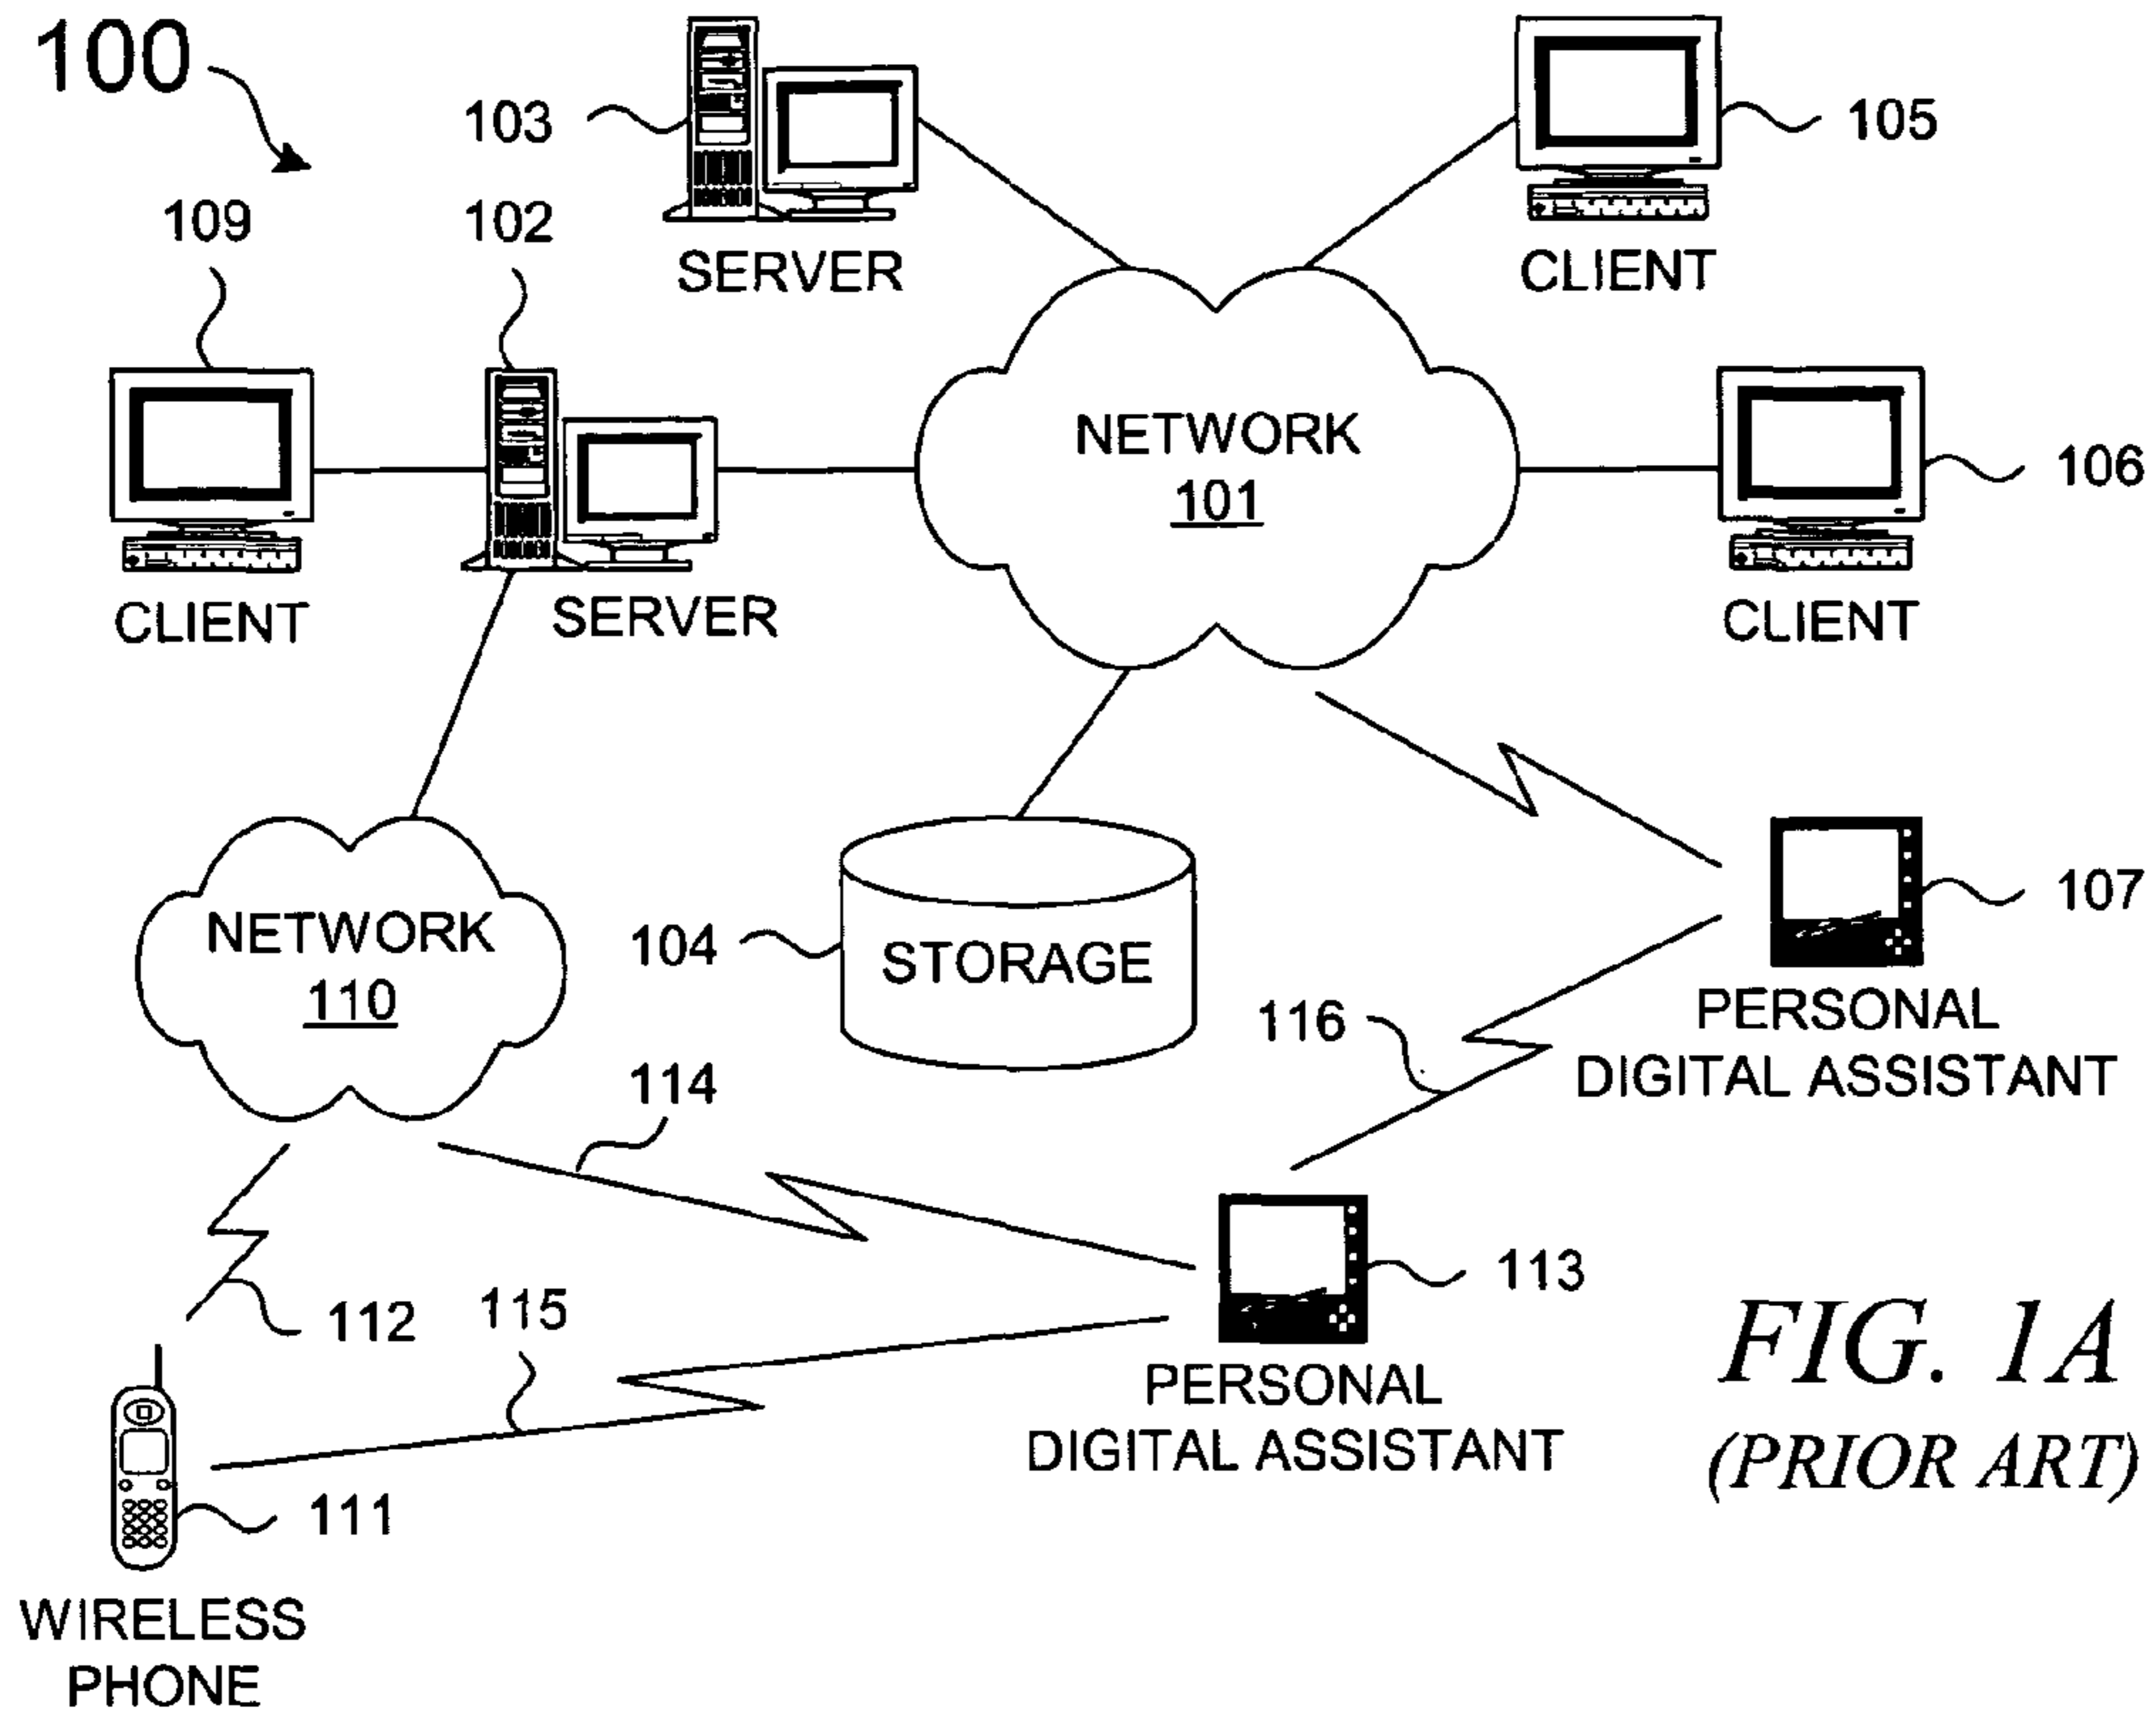 100
103
105
109
102
SERVER
CLIENT
NETWORK
101
106
CLIENT
SERVER
CLIENT
NETWORK
110
104
STORAGE
107
PERSONAL
DIGITAL ASSISTANT
116
114
113
112
115
PERSONAL
DIGITAL ASSISTANT
111
WIRELESS
PHONE
FIG. 1A
(PRIOR ART)